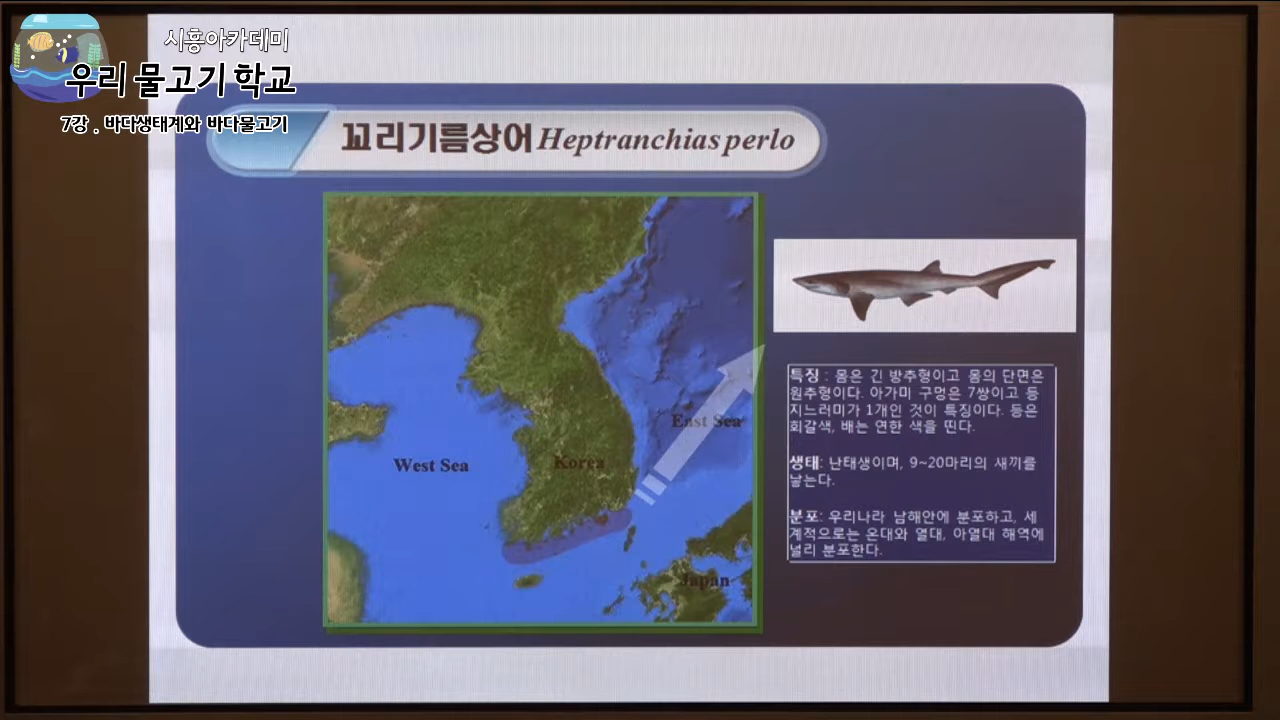 시흥아카데미
우리 물고기 학교
7강 . 바다생태계와 바다물고기
꼬리기름상어 Heptranchias perlo
East Sea
West Sea
Korea
Japan
특징 : 몸은 긴 방추형이고 몸의 단면은
원추형이다. 아가미 구멍은 7쌍이고 등
지느러미가 1개인 것이 특징이다. 등은
회갈색, 배는 연한 색을 띤다.
생태: 난태생이며, 9~20마리의 새끼를
낳는다.
분포: 우리나라 남해안에 분포하고, 세
계적으로는 온대와 열대, 아열대 해역에
널리 분포한다.